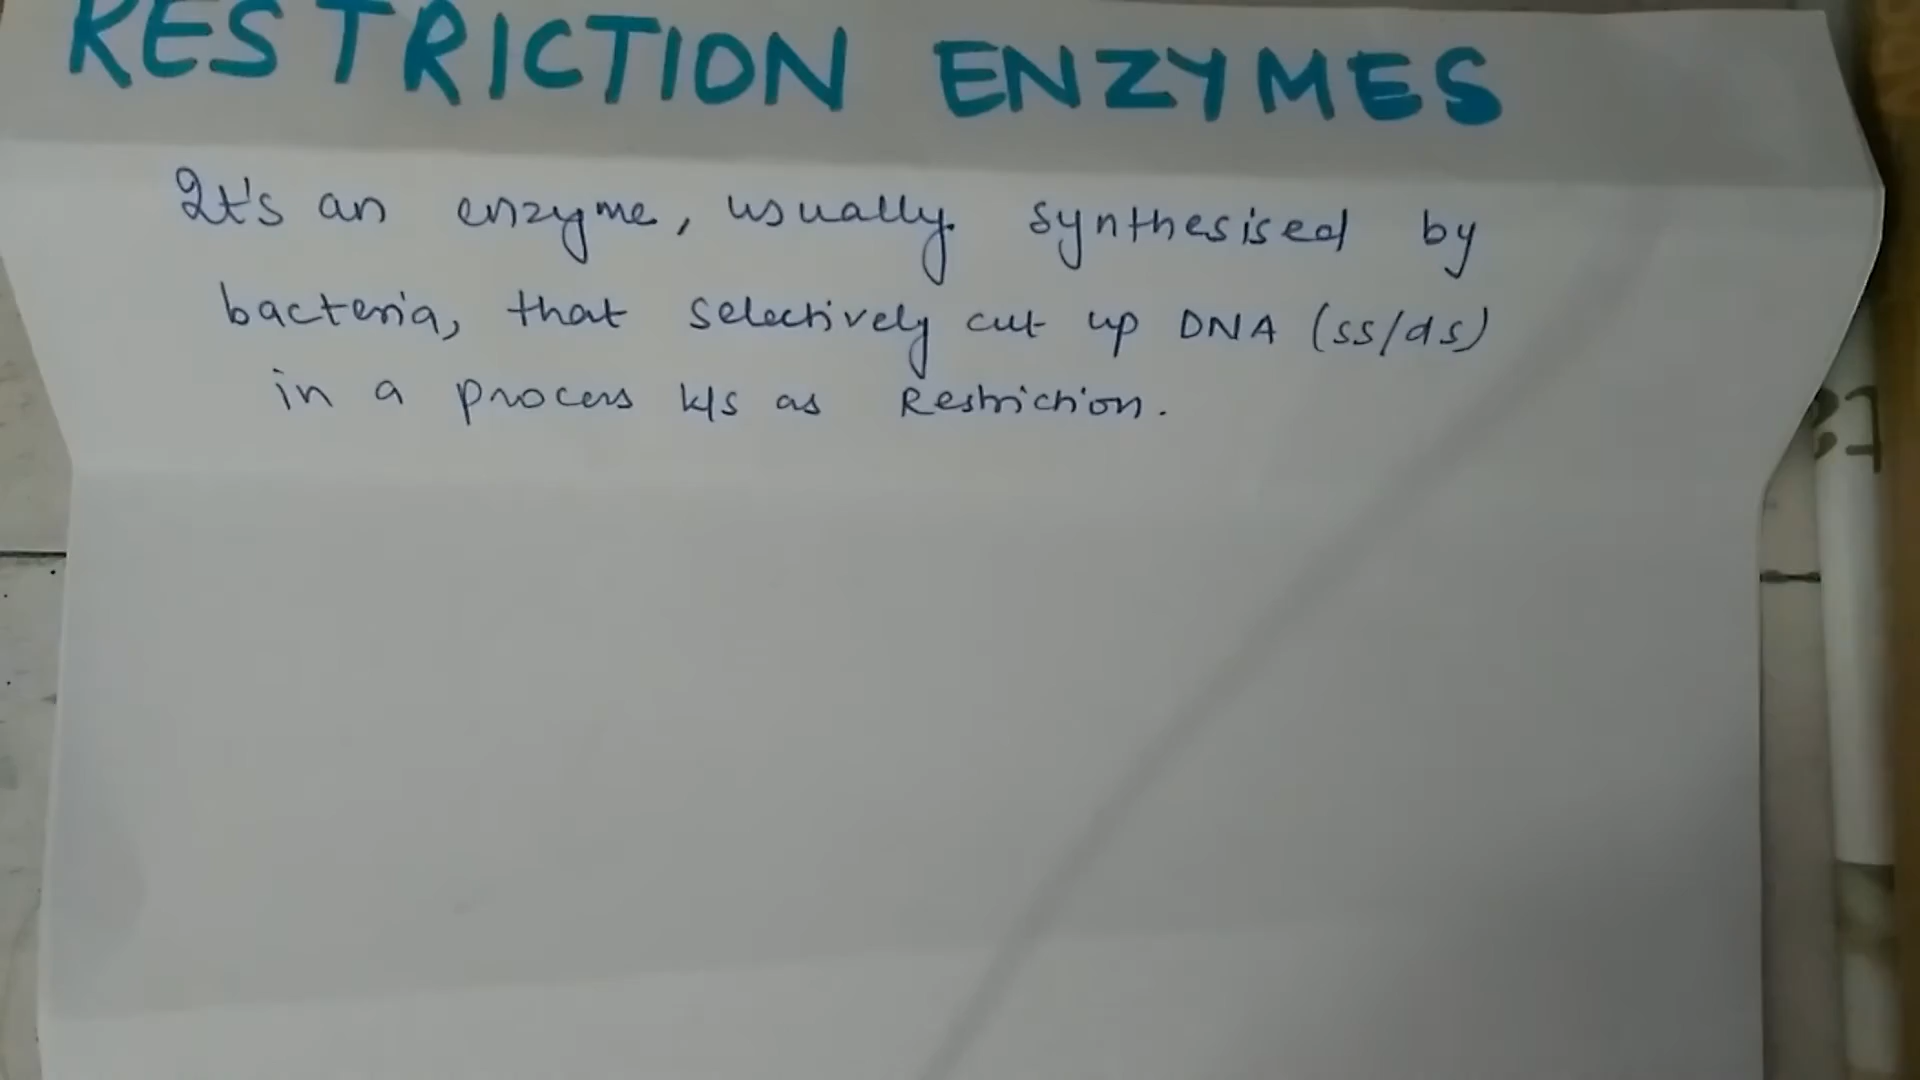 RESTRICTION ENZYMES
It's an enzyme, usually synthesised by
bacteria, that selectively cut up DNA (ss/ds)
in a process k/s as Restriction.